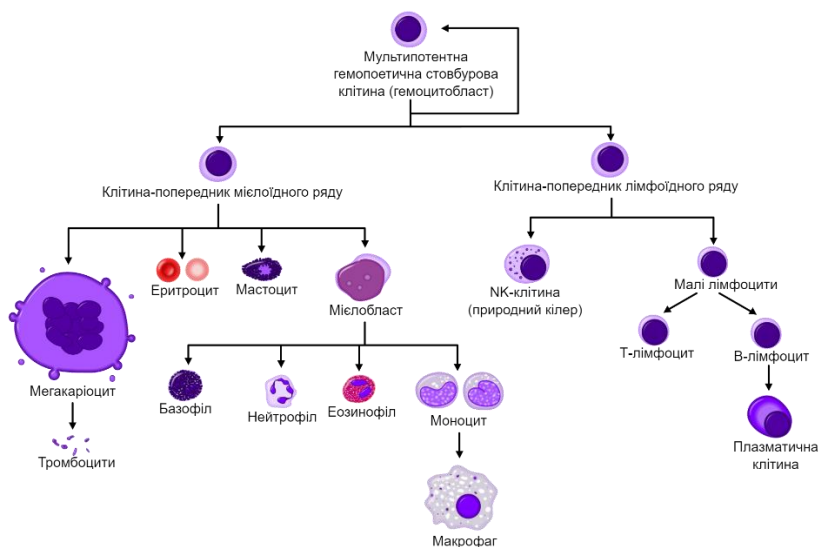 Мультипотентна
гемопоетична стовбурова
клітина (гемоцитобласт)
Клітина-попередник мієлоїдного ряду
Клітина-попередник лімфоїдного ряду
Еритроцит
Мастоцит
Мієлобласт
NK-клітина
(природний кілер)
Малі лімфоцити
Т-лімфоцит
В-лімфоцит
Мегакаріоцит
Базофіл
Нейтрофіл
Еозинофіл
Моноцит
Тромбоцити
Плазматична
клітина
Макрофаг